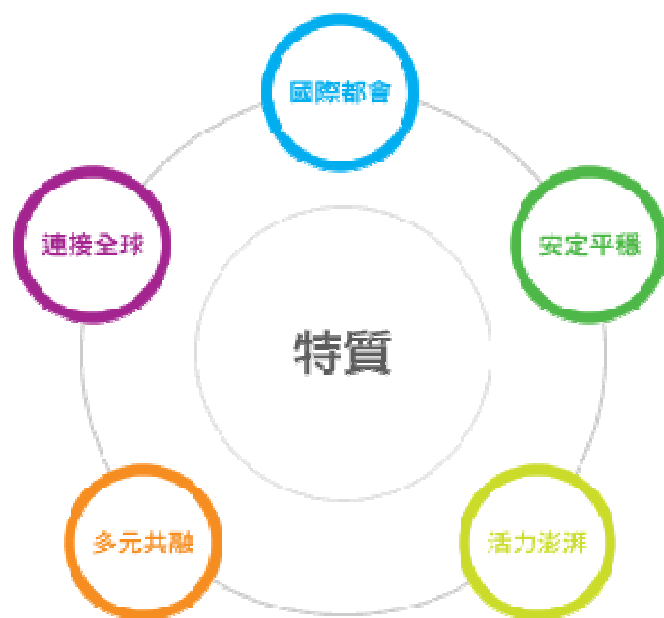 國際都會
連接全球
安定平穩
特質
多元共融
活力澎湃